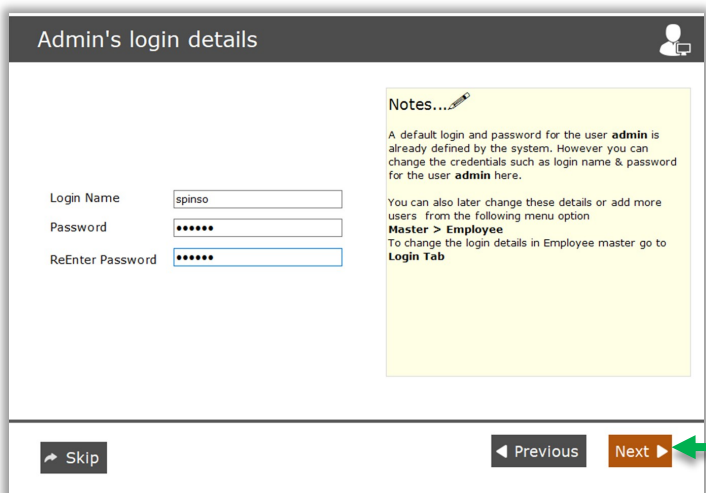 Admin's login details
Notes...
A default login and password for the user admin is
already defined by the system. However you can
change the credentials such as login name & password
for the user admin here.
You can also later change these details or add more
users from the following menu option
Master > Employee
To change the login details in Employee master go to
Login Tab
Login Name spinso
Password ••••••
ReEnter Password ••••••
Skip
Previous
Next